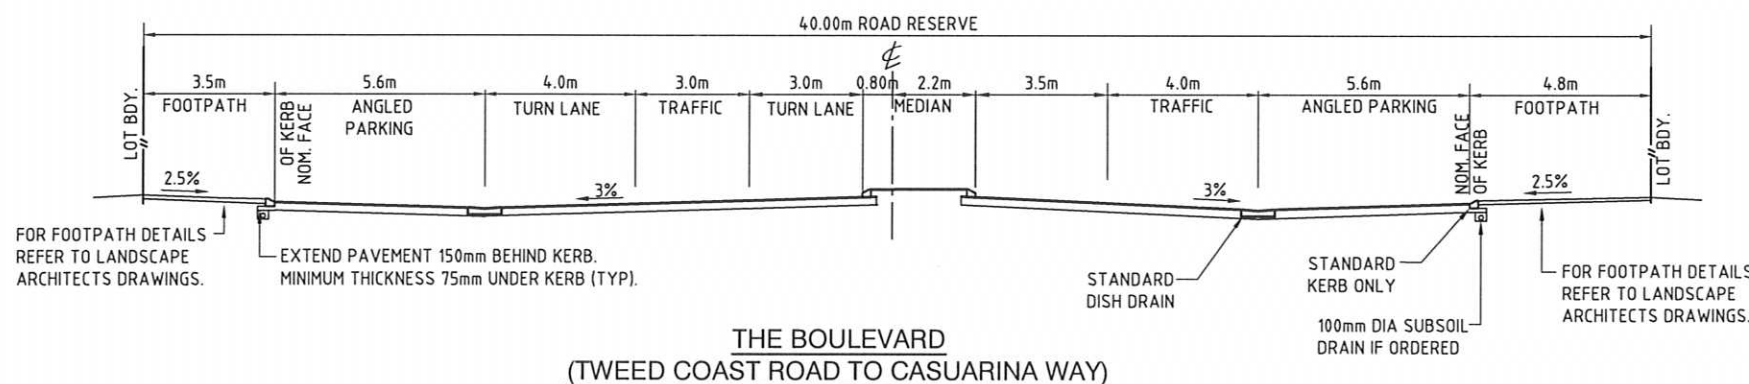 40.00m ROAD RESERVE
℄
3.5m 5.6m 4.0m 3.0m 3.0m 0.80m 2.2m 3.5m 4.0m 5.6m 4.8m
FOOTPATH ANGLED TURN LANE TRAFFIC TURN LANE MEDIAN TRAFFIC ANGLED PARKING FOOTPATH
PARKING
LOT BDY.
OF KERB
NOM. FACE
NOM. FACE
OF KERB
LOT BDY.
2.5% 3% 3% 2.5%
FOR FOOTPATH DETAILS
REFER TO LANDSCAPE
ARCHITECTS DRAWINGS.
EXTEND PAVEMENT 150mm BEHIND KERB.
MINIMUM THICKNESS 75mm UNDER KERB (TYP).
STANDARD
DISH DRAIN
STANDARD
KERB ONLY
100mm DIA SUBSOIL
DRAIN IF ORDERED
FOR FOOTPATH DETAILS
REFER TO LANDSCAPE
ARCHITECTS DRAWINGS.
THE BOULEVARD
(TWEED COAST ROAD TO CASUARINA WAY)